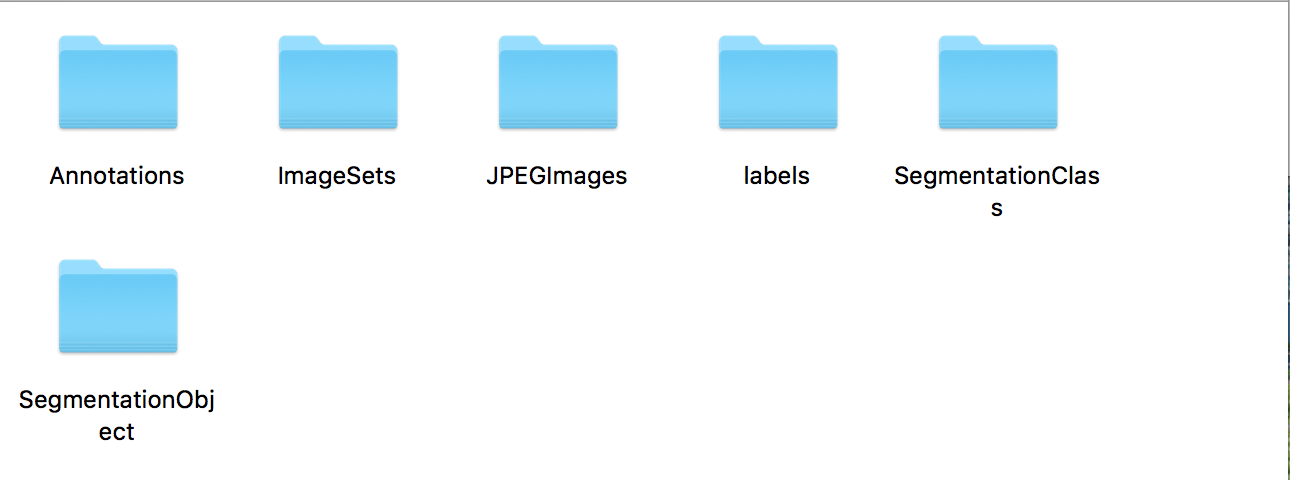 Annotations
ImageSets
JPEGImages
labels
SegmentationClas
s
SegmentationObj
ect